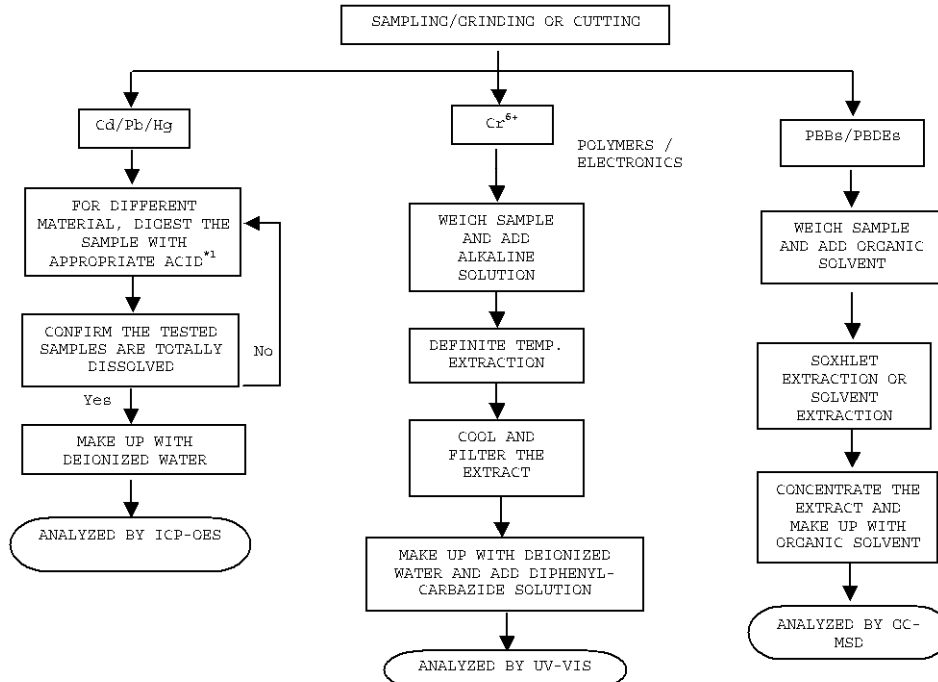 SAMPLING/GRINDING OR CUTTING
Cd/Pb/Hg
FOR DIFFERENT
MATERIAL, DIGEST THE
SAMPLE WITH
APPROPRIATE ACID*1
CONFIRM THE TESTED
SAMPLES ARE TOTALLY
DISSOLVED
No
Yes
MAKE UP WITH
DEIONIZED WATER
ANALYZED BY ICP-OES
Cr6+
POLYMERS /
ELECTRONICS
WEIGH SAMPLE
AND ADD
ALKALINE
SOLUTION
DEFINITE TEMP.
EXTRACTION
COOL AND
FILTER THE
EXTRACT
MAKE UP WITH DEIONIZED
WATER AND ADD DIPHENYL-
CARBAZIDE SOLUTION
ANALYZED BY UV-VIS
PBBs/PBDEs
WEIGH SAMPLE
AND ADD ORGANIC
SOLVENT
SOXHLET
EXTRACTION OR
SOLVENT
EXTRACTION
CONCENTRATE THE
EXTRACT AND
MAKE UP WITH
ORGANIC SOLVENT
ANALYZED BY GC-
MSD